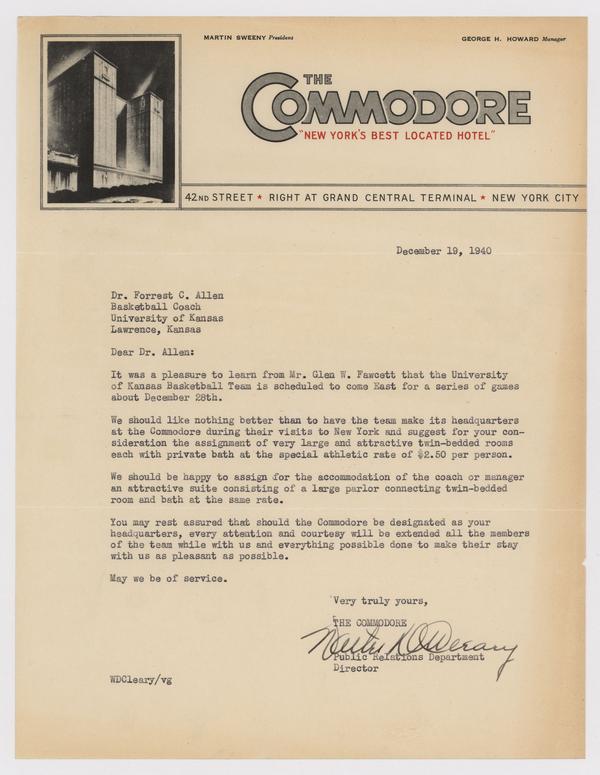 MARTIN SWEENY President
GEORGE H. HOWARD Manager
THE
COMMODORE
"NEW YORK'S BEST LOCATED HOTEL"
42ND STREET ★ RIGHT AT GRAND CENTRAL TERMINAL ★ NEW YORK CITY
December 19, 1940
Dr. Forrest C. Allen
Basketball Coach
University of Kansas
Lawrence, Kansas
Dear Dr. Allen:
It was a pleasure to learn from Mr. Glen W. Fawcett that the University
of Kansas Basketball Team is scheduled to come East for a series of games
about December 28th.
We should like nothing better than to have the team make its headquarters
at the Commodore during their visits to New York and suggest for your con-
sideration the assignment of very large and attractive twin-bedded rooms
each with private bath at the special athletic rate of $2.50 per person.
We should be happy to assign for the accommodation of the coach or manager
an attractive suite consisting of a large parlor connecting twin-bedded
room and bath at the same rate.
You may rest assured that should the Commodore be designated as your
headquarters, every attention and courtesy will be extended all the members
of the team while with us and everything possible done to make their stay
with us as pleasant as possible.
May we be of service.
Very truly yours,
THE COMMODORE
Public Relations Department
Director
WDCleary/vg